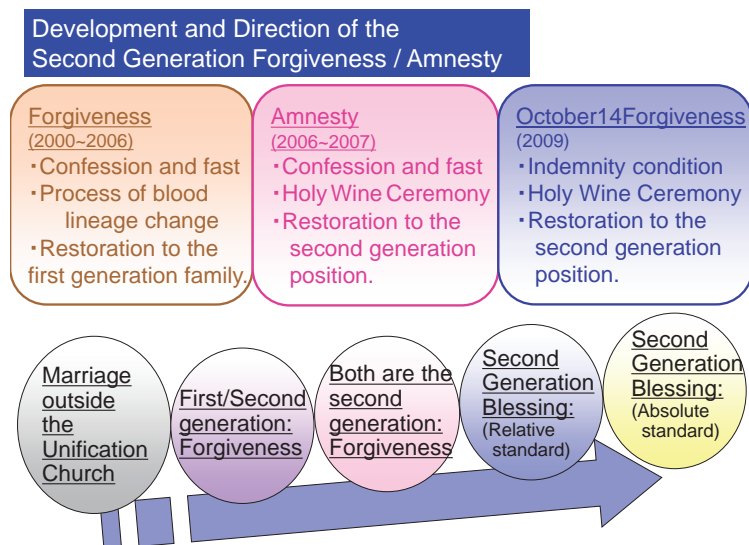 Development and Direction of the
Second Generation Forgiveness / Amnesty
Forgiveness
(2000~2006)
・Confession and fast
・Process of blood
lineage change
・Restoration to the
first generation family.
Amnesty
(2006~2007)
・Confession and fast
・Holy Wine Ceremony
・Restoration to the
second generation
position.
October14Forgiveness
(2009)
・Indemnity condition
・Holy Wine Ceremony
・Restoration to the
second generation
position.
Marriage
outside
the
Unification
Church
First/Second
generation:
Forgiveness
Both are the
second
generation:
Forgiveness
Second
Generation
Blessing:
(Relative
standard)
Second
Generation
Blessing:
(Absolute
standard)